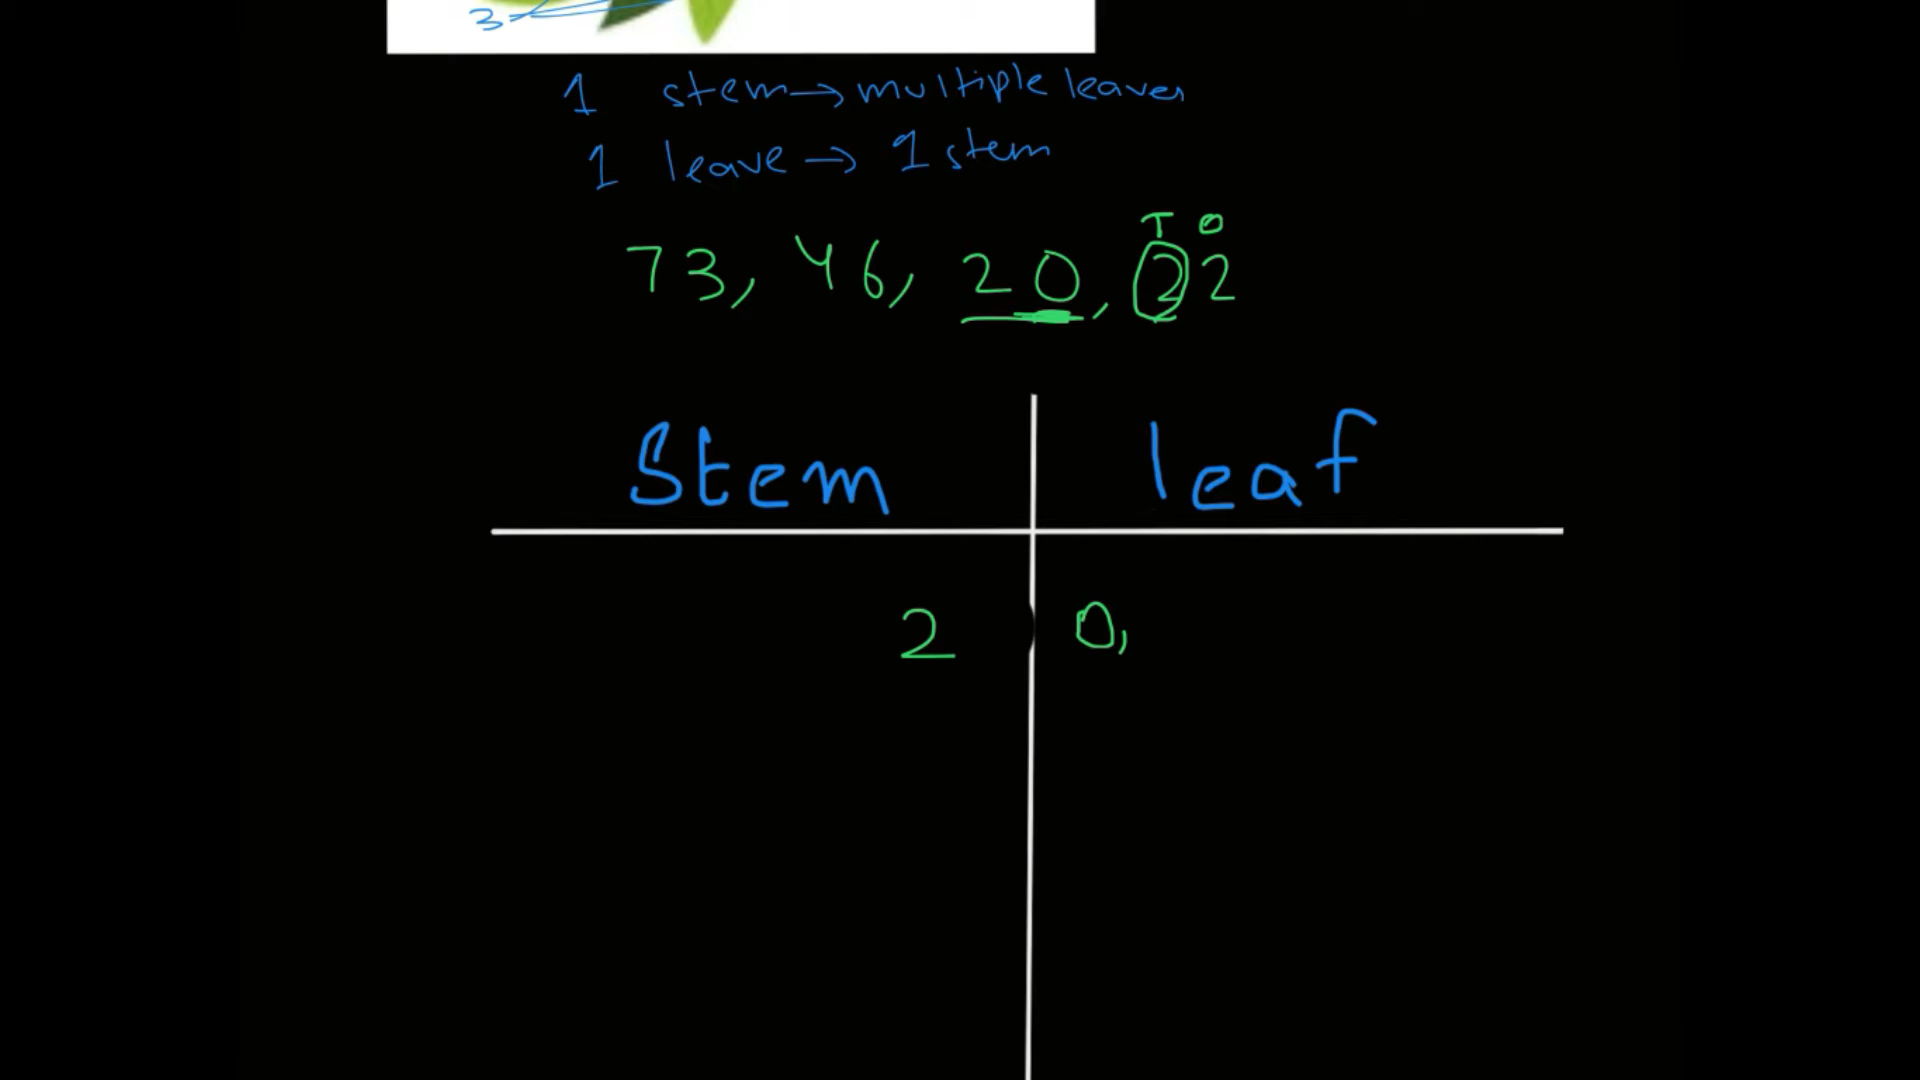 3
1 stem→multiple leaves
1 leave→ 1 stem
T O
73, 46, 20, 22
Stem leaf
2 0,